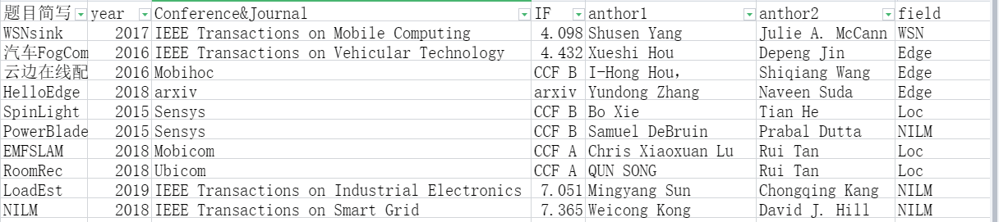 题目简写 year Conference&Journal IF anthor1 anthor2 field
WSNsink 2017 IEEE Transactions on Mobile Computing 4.098 Shusen Yang Julie A. McCann WSN
汽车FogCom 2016 IEEE Transactions on Vehicular Technology 4.432 Xueshi Hou Depeng Jin Edge
云边在线配 2016 Mobihoc CCF B I-Hong Hou, Shiqiang Wang Edge
HelloEdge 2018 arxiv arxiv Yundong Zhang Naveen Suda Edge
SpinLight 2015 Sensys CCF B Bo Xie Tian He Loc
PowerBlade 2015 Sensys CCF B Samuel DeBruin Prabal Dutta NILM
EMFSLAM 2018 Mobicom CCF A Chris Xiaoxuan Lu Rui Tan Loc
RoomRec 2018 Ubicom CCF A QUN SONG Rui Tan Loc
LoadEst 2019 IEEE Transactions on Industrial Electronics 7.051 Mingyang Sun Chongqing Kang NILM
NILM 2018 IEEE Transactions on Smart Grid 7.365 Weicong Kong David J. Hill NILM